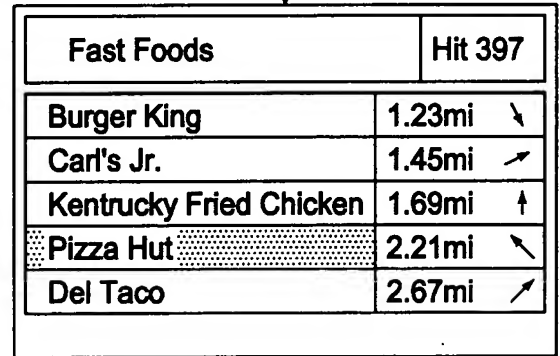 Fast Foods Hit 397
Burger King 1.23mi
Carl's Jr. 1.45mi
Kentrucky Fried Chicken 1.69mi
Pizza Hut 2.21mi
Del Taco 2.67mi